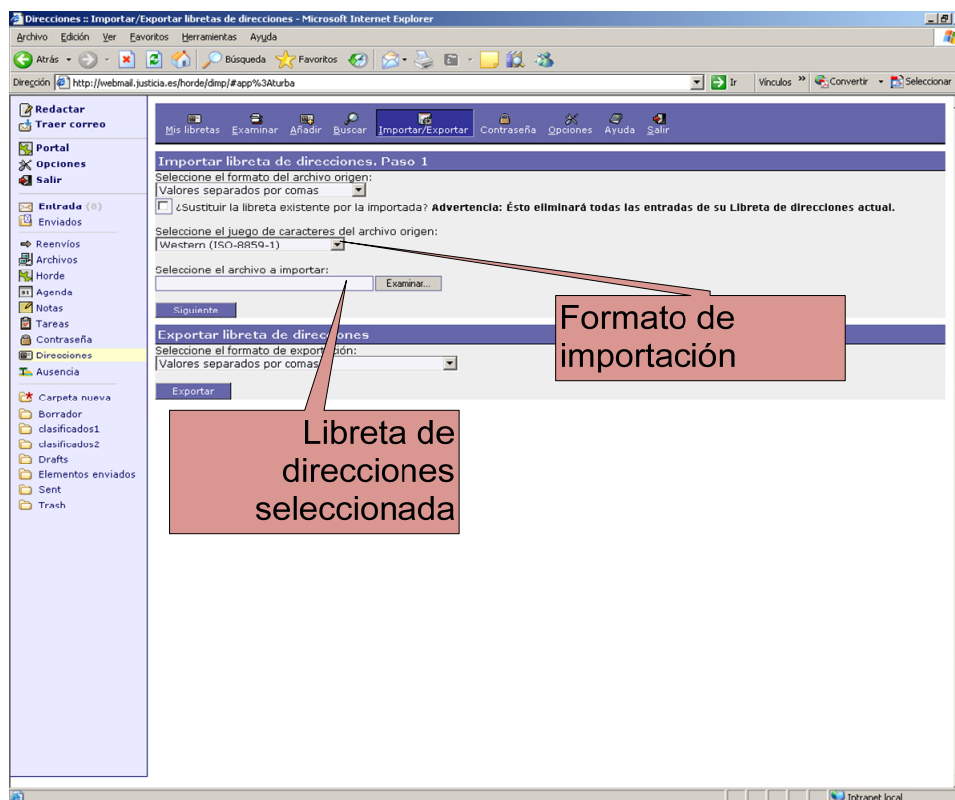 Direcciones :: Importar/Exportar libretas de direcciones - Microsoft Internet Explorer
Archivo Edición Ver Favoritos Herramientas Ayuda
Atrás Búsqueda Favoritos
Dirección http://webmail.justicia.es/horde/dimp/#app%3Aturba Ir Vínculos » Convertir Seleccionar
Redactar
Traer correo
Portal
Opciones
Salir
Entrada (8)
Enviados
Reenvíos
Archivos
Horde
Agenda
Notas
Tareas
Contraseña
Direcciones
Ausencia
Carpeta nueva
Borrador
clasificados1
clasificados2
Drafts
Elementos enviados
Sent
Trash
Mis libretas Examinar Añadir Buscar Importar/Exportar Contraseña Opciones Ayuda Salir
Importar libreta de direcciones. Paso 1
Seleccione el formato del archivo origen:
Valores separados por comas
¿Sustituir la libreta existente por la importada? Advertencia: Ésto eliminará todas las entradas de su Libreta de direcciones actual.
Seleccione el juego de caracteres del archivo origen:
Western (ISO-8859-1)
Seleccione el archivo a importar:
Examinar...
Siguiente
Exportar libreta de direcciones
Seleccione el formato de exportación:
Valores separados por comas
Exportar
Formato de
importación
Libreta de
direcciones
seleccionada
Intranet local